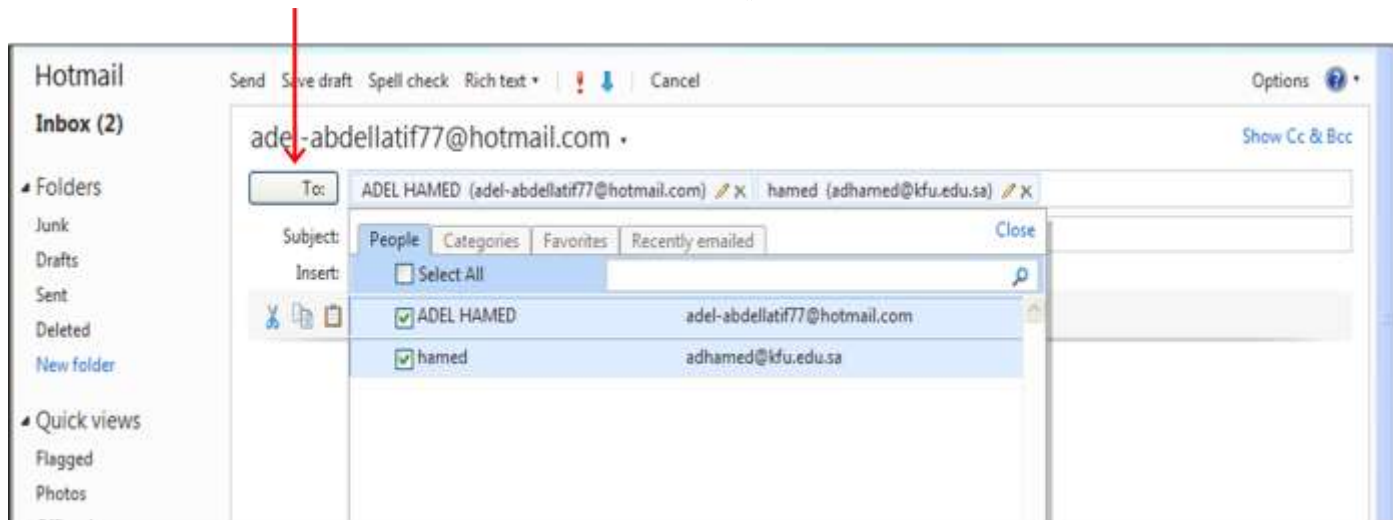 Hotmail
Send Save draft Spell check Rich text Cancel Options
Inbox (2)
adel-abdellatif77@hotmail.com
Show Cc & Bcc
Folders
To: ADEL HAMED (adel-abdellatif77@hotmail.com) hamed (adhamed@kfu.edu.sa)
Junk
Subject: People Categories Favorites Recently emailed Close
Drafts
Insert: Select All
Sent
ADEL HAMED adel-abdellatif77@hotmail.com
Deleted
hamed adhamed@kfu.edu.sa
New folder
Quick views
Flagged
Photos